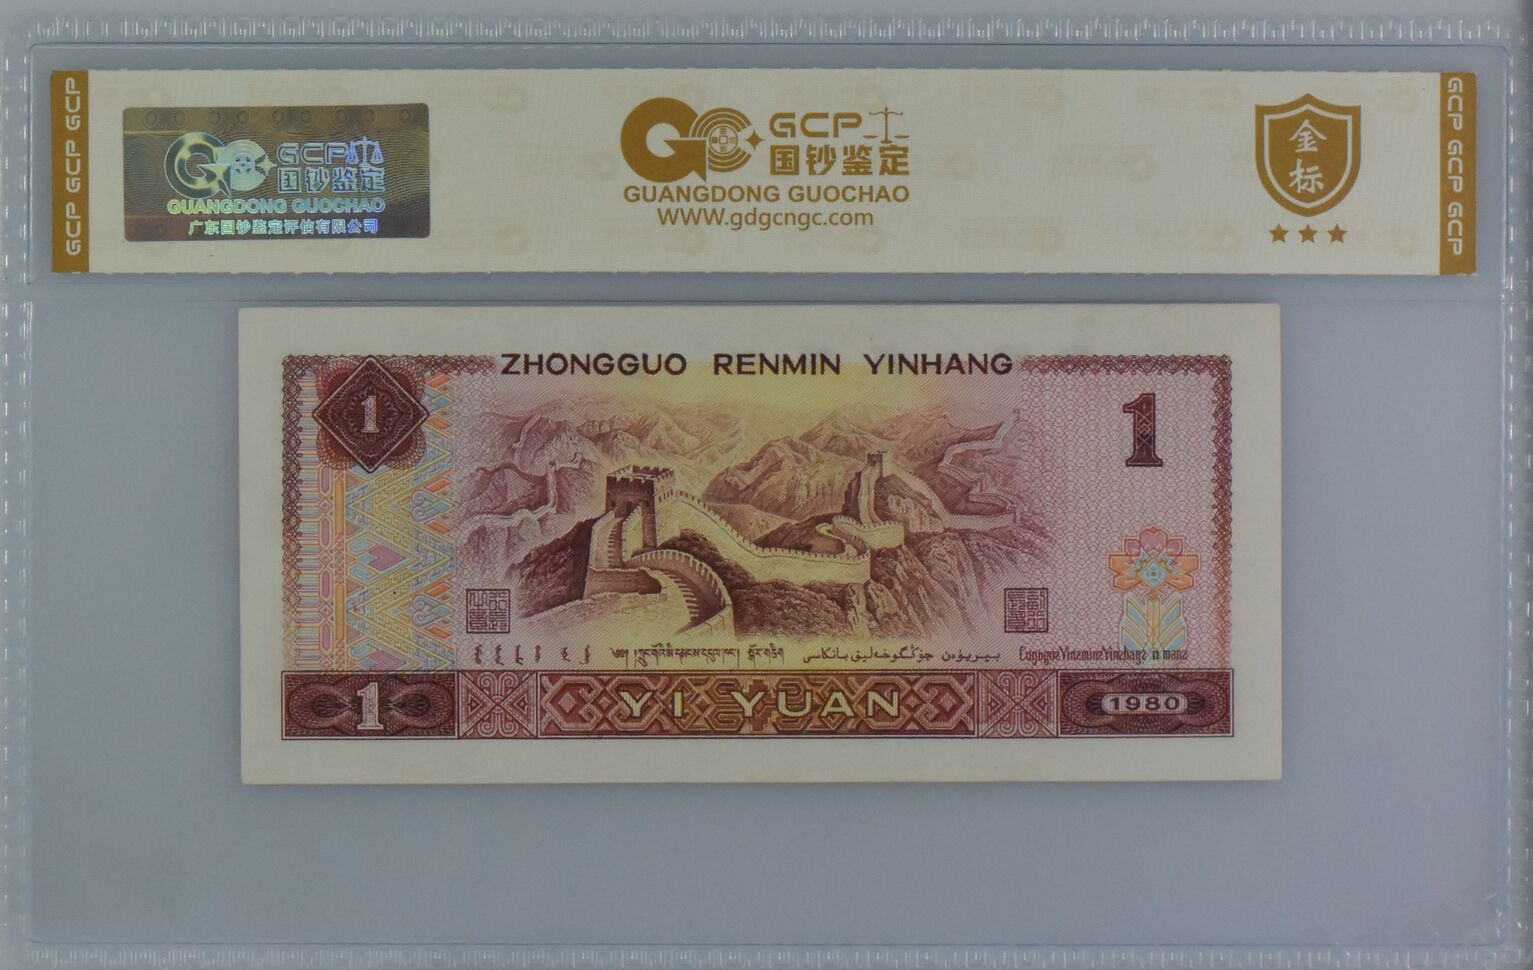 GCP GCP GCP
GCP
国钞鉴定
GUANGDONG GUOCHAO
广东国钞鉴定评估有限公司
GCP
国钞鉴定
GUANGDONG GUOCHAO
WWW.gdgcngc.com
金
标
GCP GCP GCP
ZHONGGUO RENMIN YINHANG
1
1
1
YI YUAN
1980